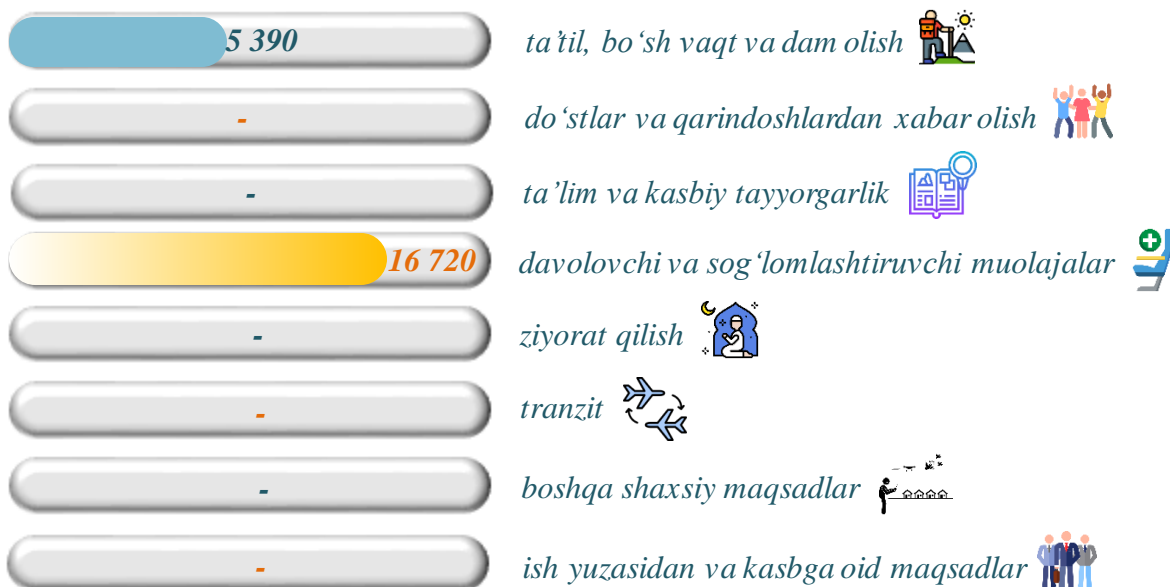 5 390 ta’til, bo‘sh vaqt va dam olish
- do‘stlar va qarindoshlardan xabar olish
- ta’lim va kasbiy tayyorgarlik
16 720 davolovchi va sog‘lomlashtiruvchi muolajalar
- ziyorat qilish
- tranzit
- boshqa shaxsiy maqsadlar
- ish yuzasidan va kasbga oid maqsadlar